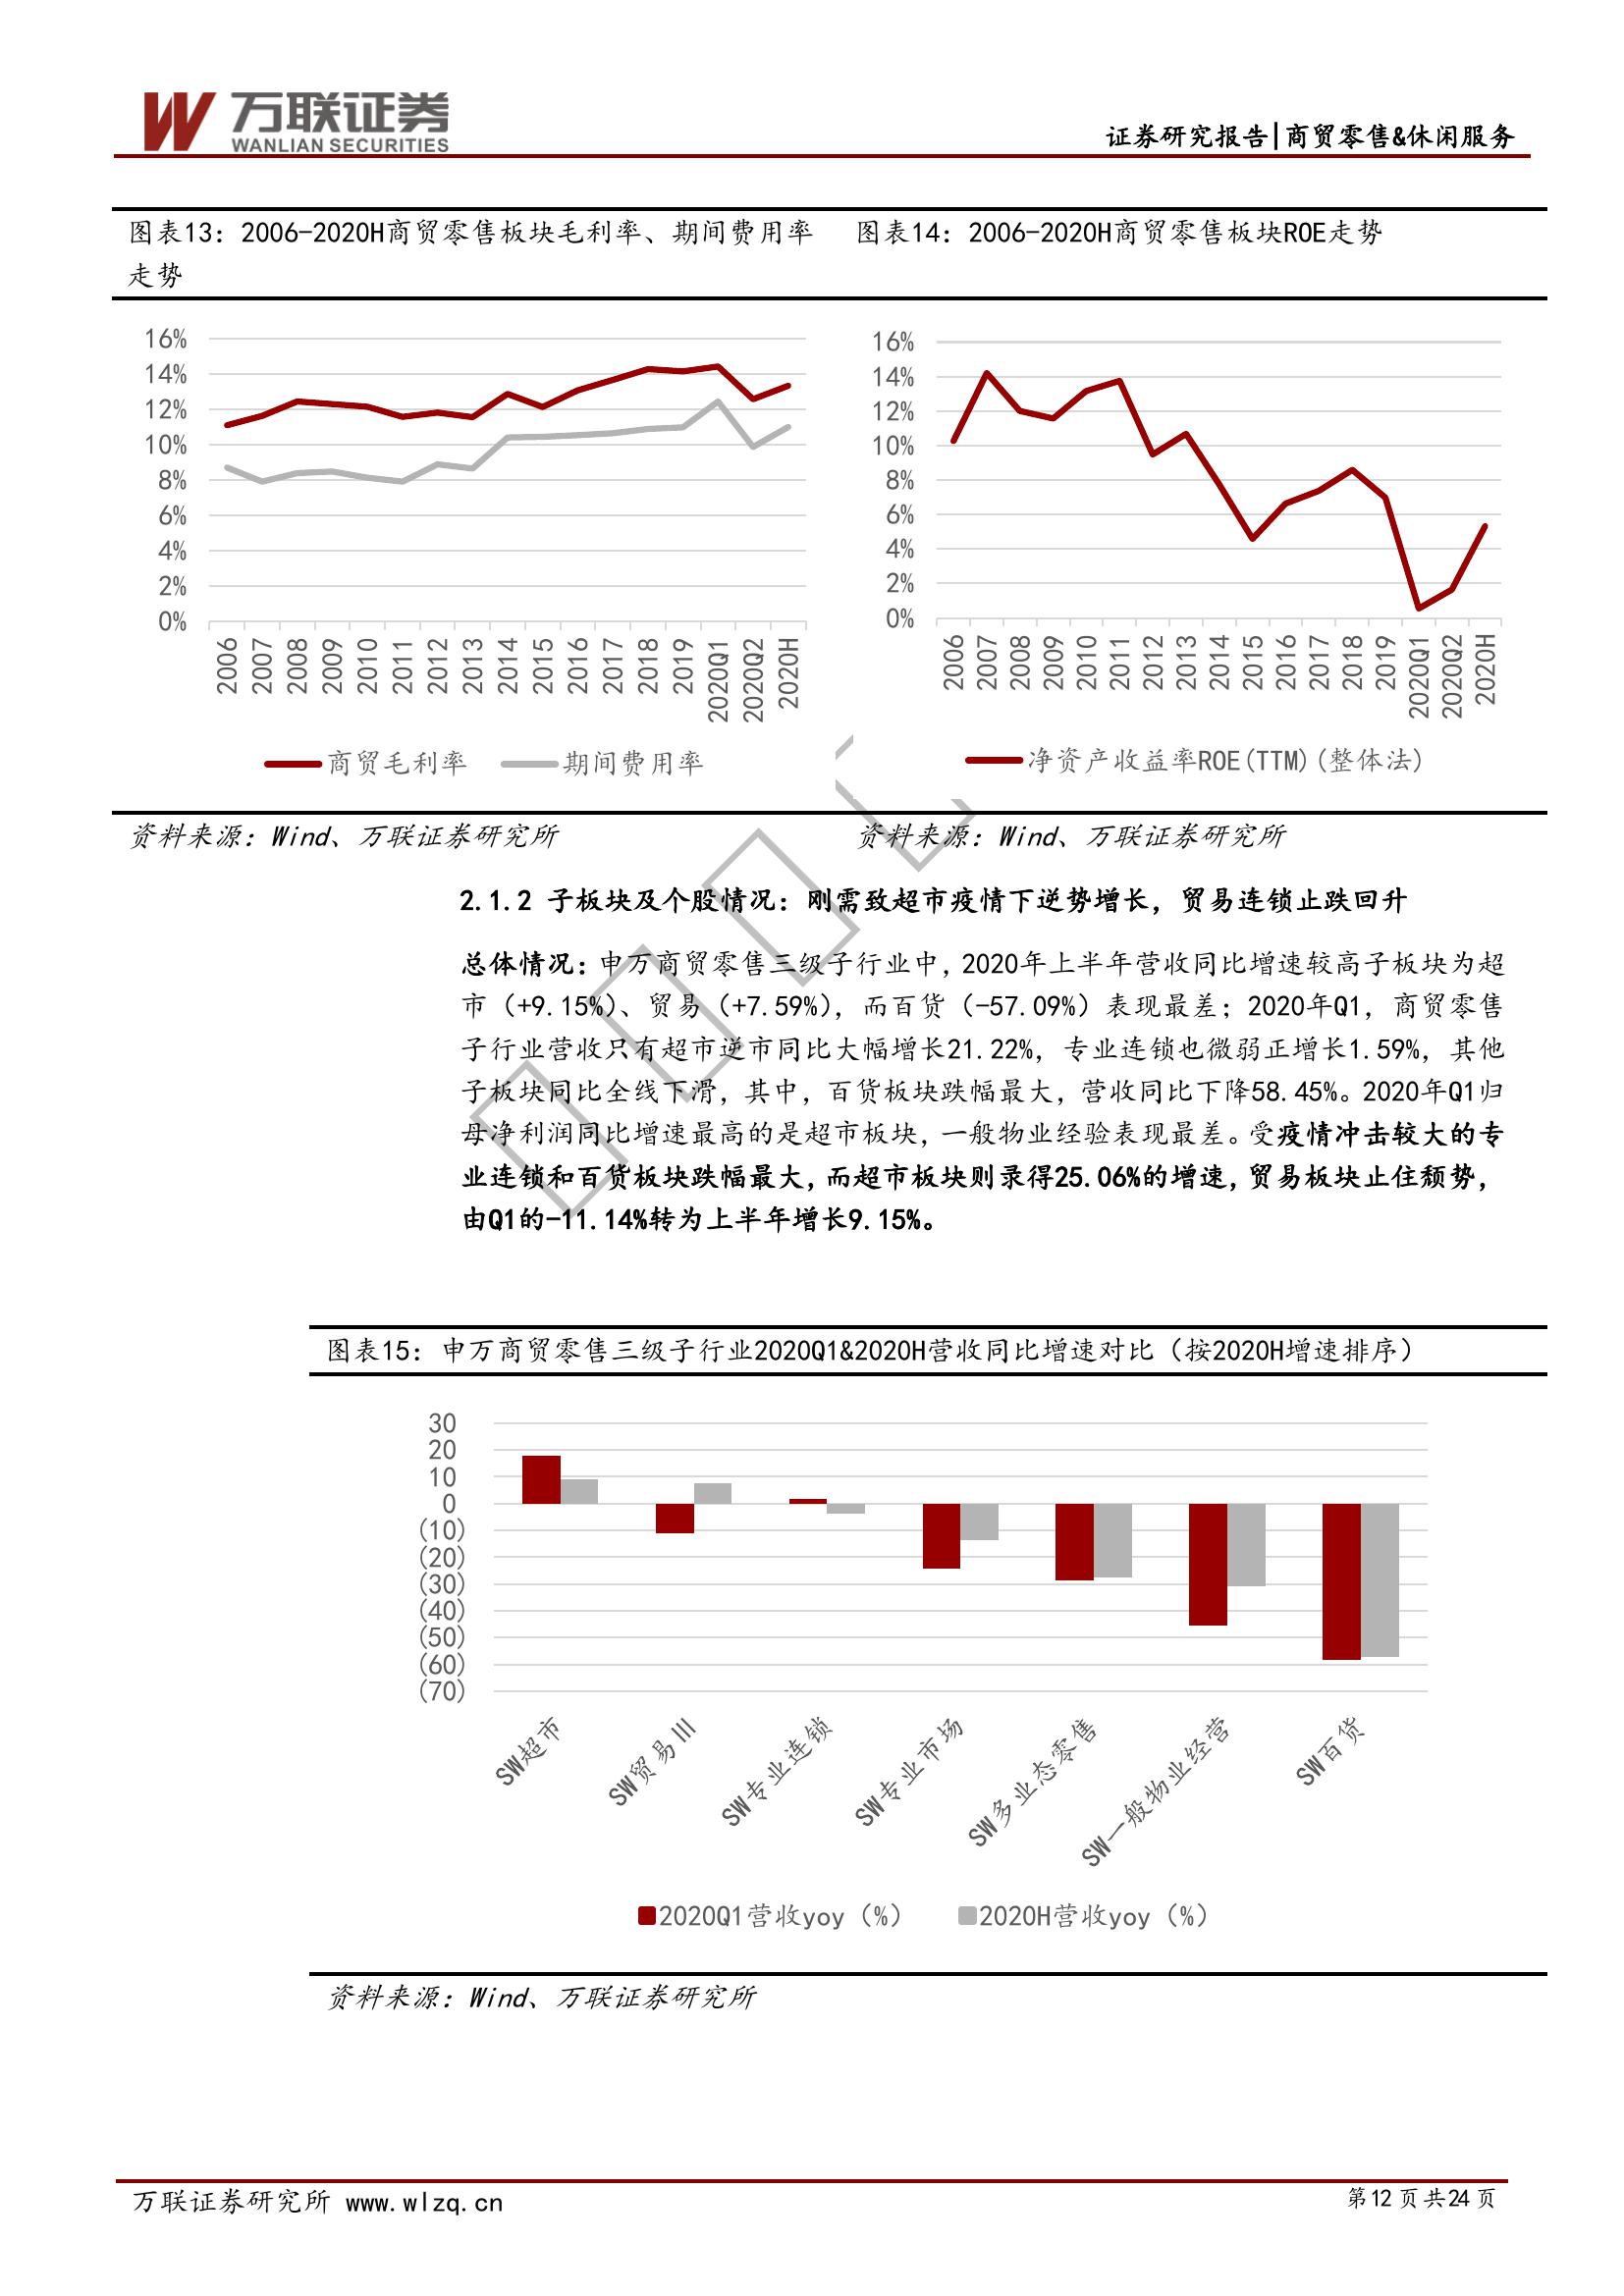 万联证券
WANLIAN SECURITIES
证券研究报告|商贸零售&休闲服务
图表13：2006-2020H商贸零售板块毛利率、期间费用率
走势
图表14：2006-2020H商贸零售板块ROE走势
16%
14%
12%
10%
8%
6%
4%
2%
0%
2006
2007
2008
2009
2010
2011
2012
2013
2014
2015
2016
2017
2018
2019
2020Q1
2020Q2
2020H
商贸毛利率
期间费用率
16%
14%
12%
10%
8%
6%
4%
2%
0%
2006
2007
2008
2009
2010
2011
2012
2013
2014
2015
2016
2017
2018
2019
2020Q1
2020Q2
2020H
净资产收益率ROE(TTM)(整体法)
资料来源：Wind、万联证券研究所
资料来源：Wind、万联证券研究所
2.1.2 子板块及个股情况：刚需致超市疫情下逆势增长，贸易连锁止跌回升
总体情况：申万商贸零售三级子行业中，2020年上半年营收同比增速较高子板块为超
市（+9.15%）、贸易（+7.59%），而百货（-57.09%）表现最差；2020年Q1，商贸零售
子行业营收只有超市逆市同比大幅增长21.22%，专业连锁也微弱正增长1.59%，其他
子板块同比全线下滑，其中，百货板块跌幅最大，营收同比下降58.45%。2020年Q1归
母净利润同比增速最高的是超市板块，一般物业经验表现最差。受疫情冲击较大的专
业连锁和百货板块跌幅最大，而超市板块则录得25.06%的增速，贸易板块止住颓势，
由Q1的-11.14%转为上半年增长9.15%。
图表15：申万商贸零售三级子行业2020Q1&2020H营收同比增速对比（按2020H增速排序）
30
20
10
0
(10)
(20)
(30)
(40)
(50)
(60)
(70)
SW超市
SW贸易Ⅲ
SW专业连锁
SW专业市场
SW多业态零售
SW一般物业经营
SW百货
2020Q1营收yoy（%）
2020H营收yoy（%）
资料来源：Wind、万联证券研究所
万联证券研究所 www.wlzq.cn
第12页共24页